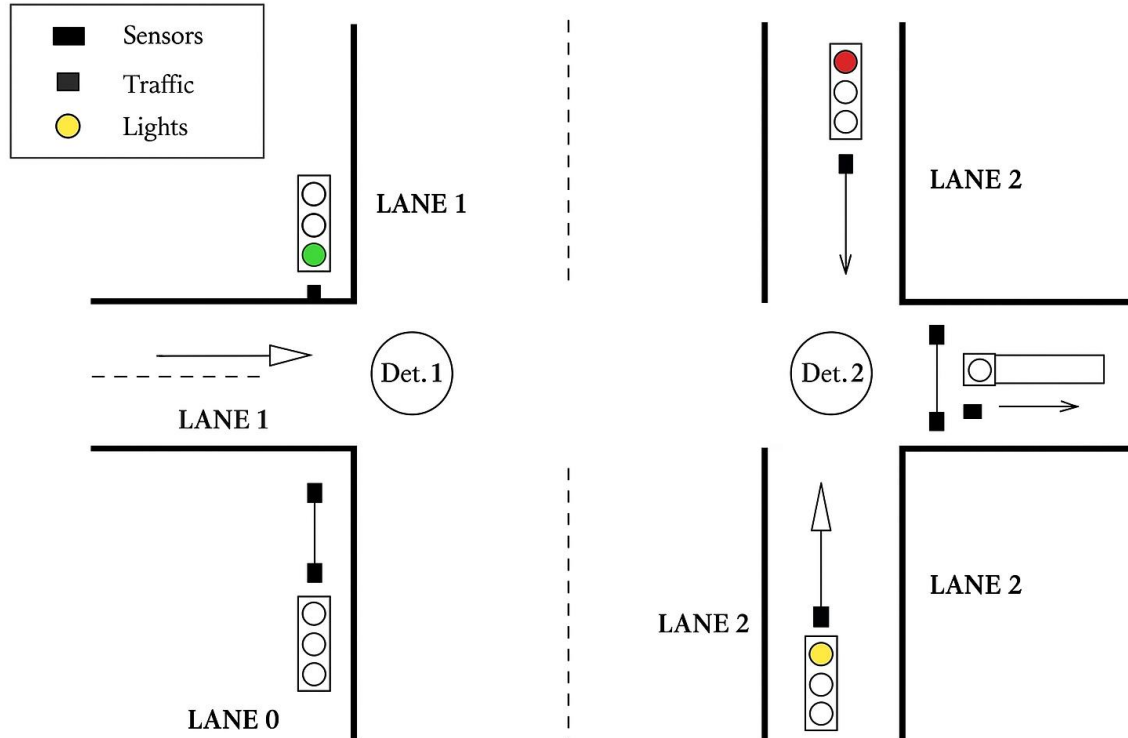 Sensors
Traffic
Lights
LANE 1
LANE 2
Det. 1
Det. 2
LANE 1
LANE 2
LANE 2
LANE 0